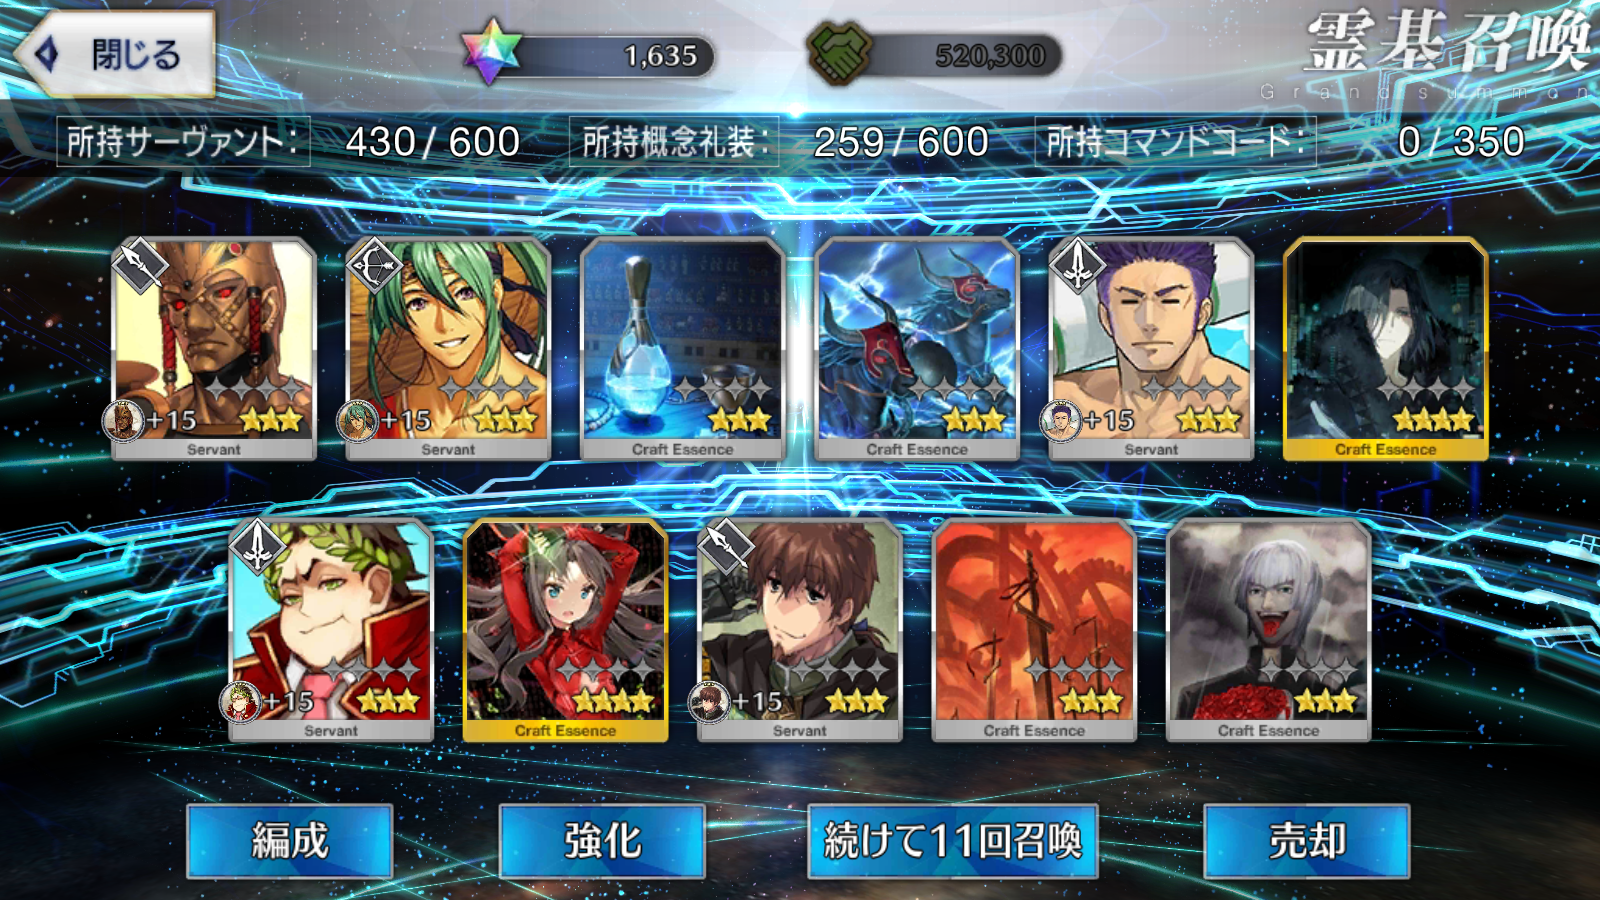 閉じる
1,635
520,300
霊基召喚
Grand summon
所持サーヴァント: 430 / 600
所持概念礼装: 259 / 600
所持コマンドコード: 0 / 350
+15
+15
+15
Servant
Servant
Craft Essence
Craft Essence
Servant
Craft Essence
+15
+15
Servant
Craft Essence
Servant
Craft Essence
Craft Essence
編成
強化
続けて11回召喚
売却